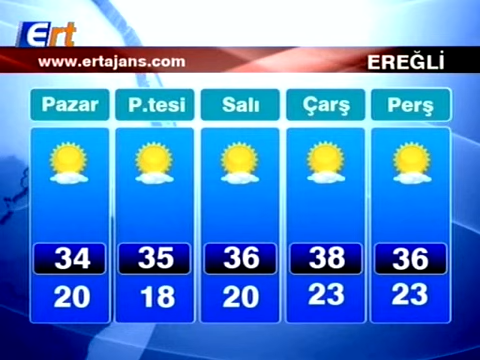 Ert
www.ertajans.com
EREĞLİ
Pazar P.tesi Salı Çarş Perş
34 35 36 38 36
20 18 20 23 23